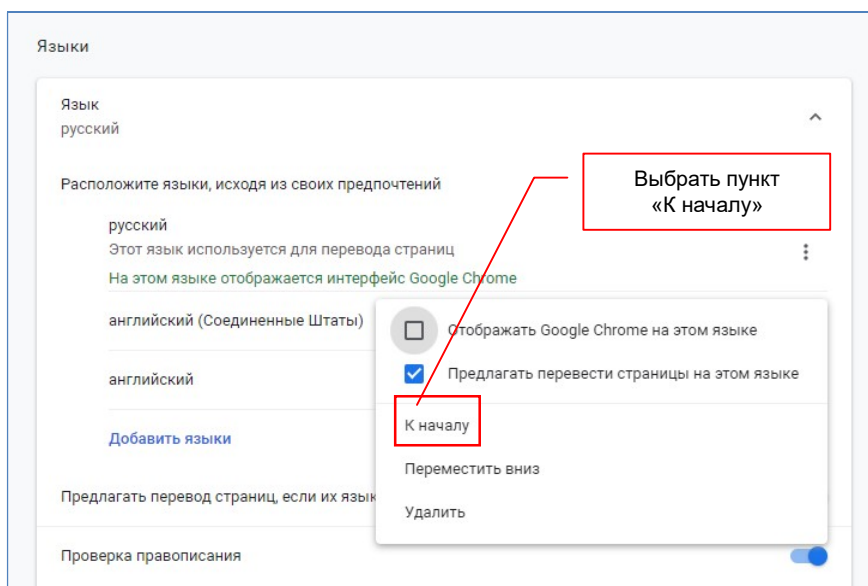 Языки
Язык
русский
Выбрать пункт
«К началу»
Расположите языки, исходя из своих предпочтений
русский
Этот язык используется для перевода страниц
На этом языке отображается интерфейс Google Chrome
английский (Соединенные Штаты)
Отображать Google Chrome на этом языке
Предлагать перевести страницы на этом языке
английский
К началу
Добавить языки
Переместить вниз
Предлагать перевод страниц, если их язык
Удалить
Проверка правописания